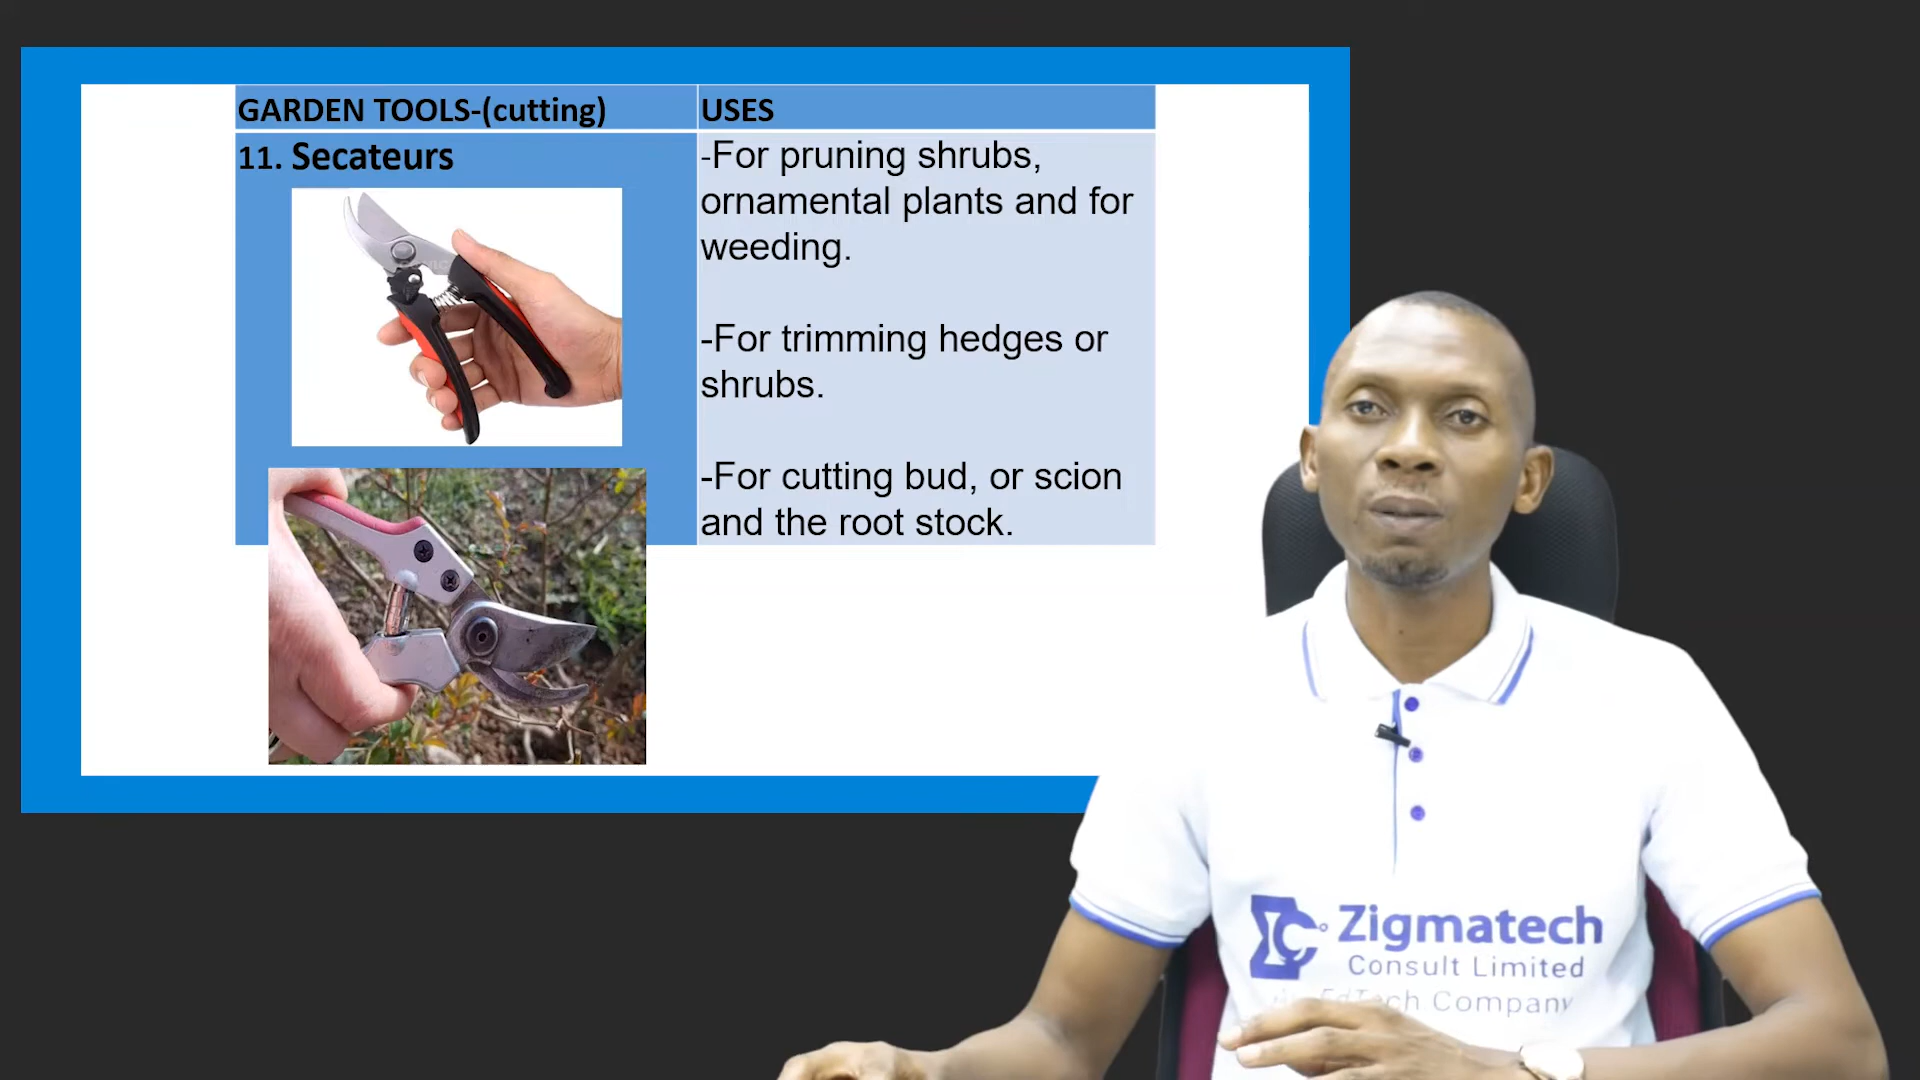 GARDEN TOOLS-(cutting)
USES
11. Secateurs
-For pruning shrubs,
ornamental plants and for
weeding.
-For trimming hedges or
shrubs.
-For cutting bud, or scion
and the root stock.
Zigmatech
Consult Limited
EdTech Company